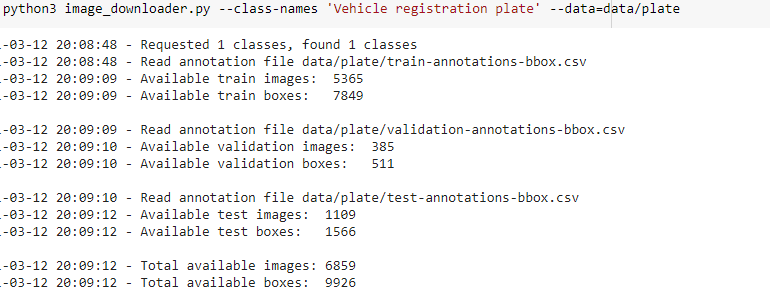 python3 image_downloader.py --class-names 'Vehicle registration plate' --data=data/plate
-03-12 20:08:48 - Requested 1 classes, found 1 classes
-03-12 20:08:48 - Read annotation file data/plate/train-annotations-bbox.csv
-03-12 20:09:09 - Available train images:  5365
-03-12 20:09:09 - Available train boxes:   7849
-03-12 20:09:09 - Read annotation file data/plate/validation-annotations-bbox.csv
-03-12 20:09:10 - Available validation images:  385
-03-12 20:09:10 - Available validation boxes:   511
-03-12 20:09:10 - Read annotation file data/plate/test-annotations-bbox.csv
-03-12 20:09:12 - Available test images:  1109
-03-12 20:09:12 - Available test boxes:   1566
-03-12 20:09:12 - Total available images: 6859
-03-12 20:09:12 - Total available boxes:  9926